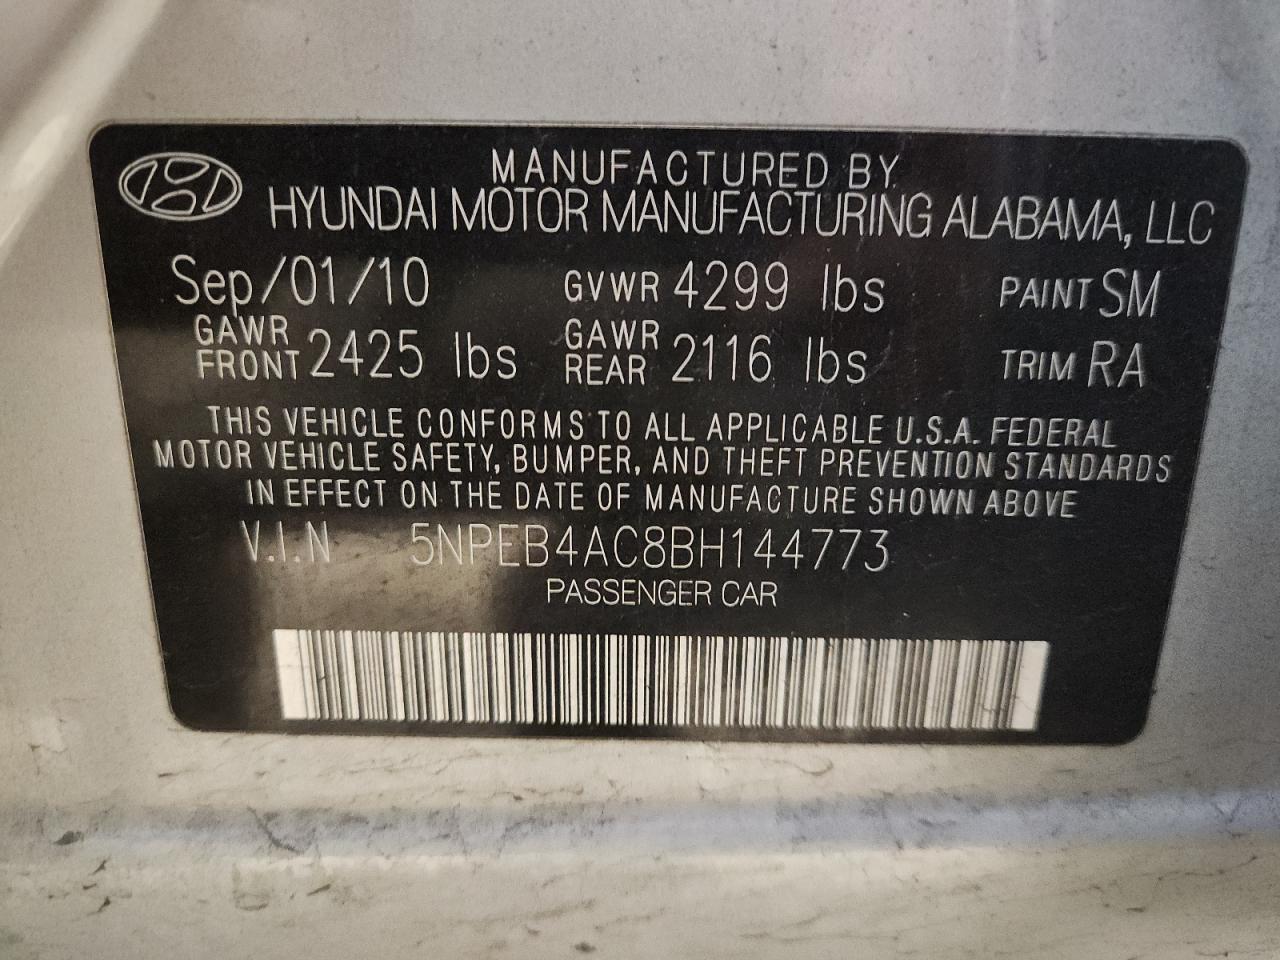 MANUFACTURED BY
HYUNDAI MOTOR MANUFACTURING ALABAMA, LLC
Sep/01/10 GVWR 4299 lbs PAINT SM
GAWR FRONT 2425 lbs GAWR REAR 2116 lbs TRIM RA
THIS VEHICLE CONFORMS TO ALL APPLICABLE U.S.A. FEDERAL
MOTOR VEHICLE SAFETY, BUMPER, AND THEFT PREVENTION STANDARDS
IN EFFECT ON THE DATE OF MANUFACTURE SHOWN ABOVE
V.I.N 5NPEB4AC8BH144773
PASSENGER CAR